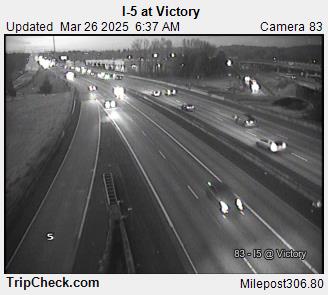 I-5 at Victory
Updated Mar 26 2025 6:37 AM Camera 83
S
83 - I5 @ Victory
TripCheck.com Milepost306.80